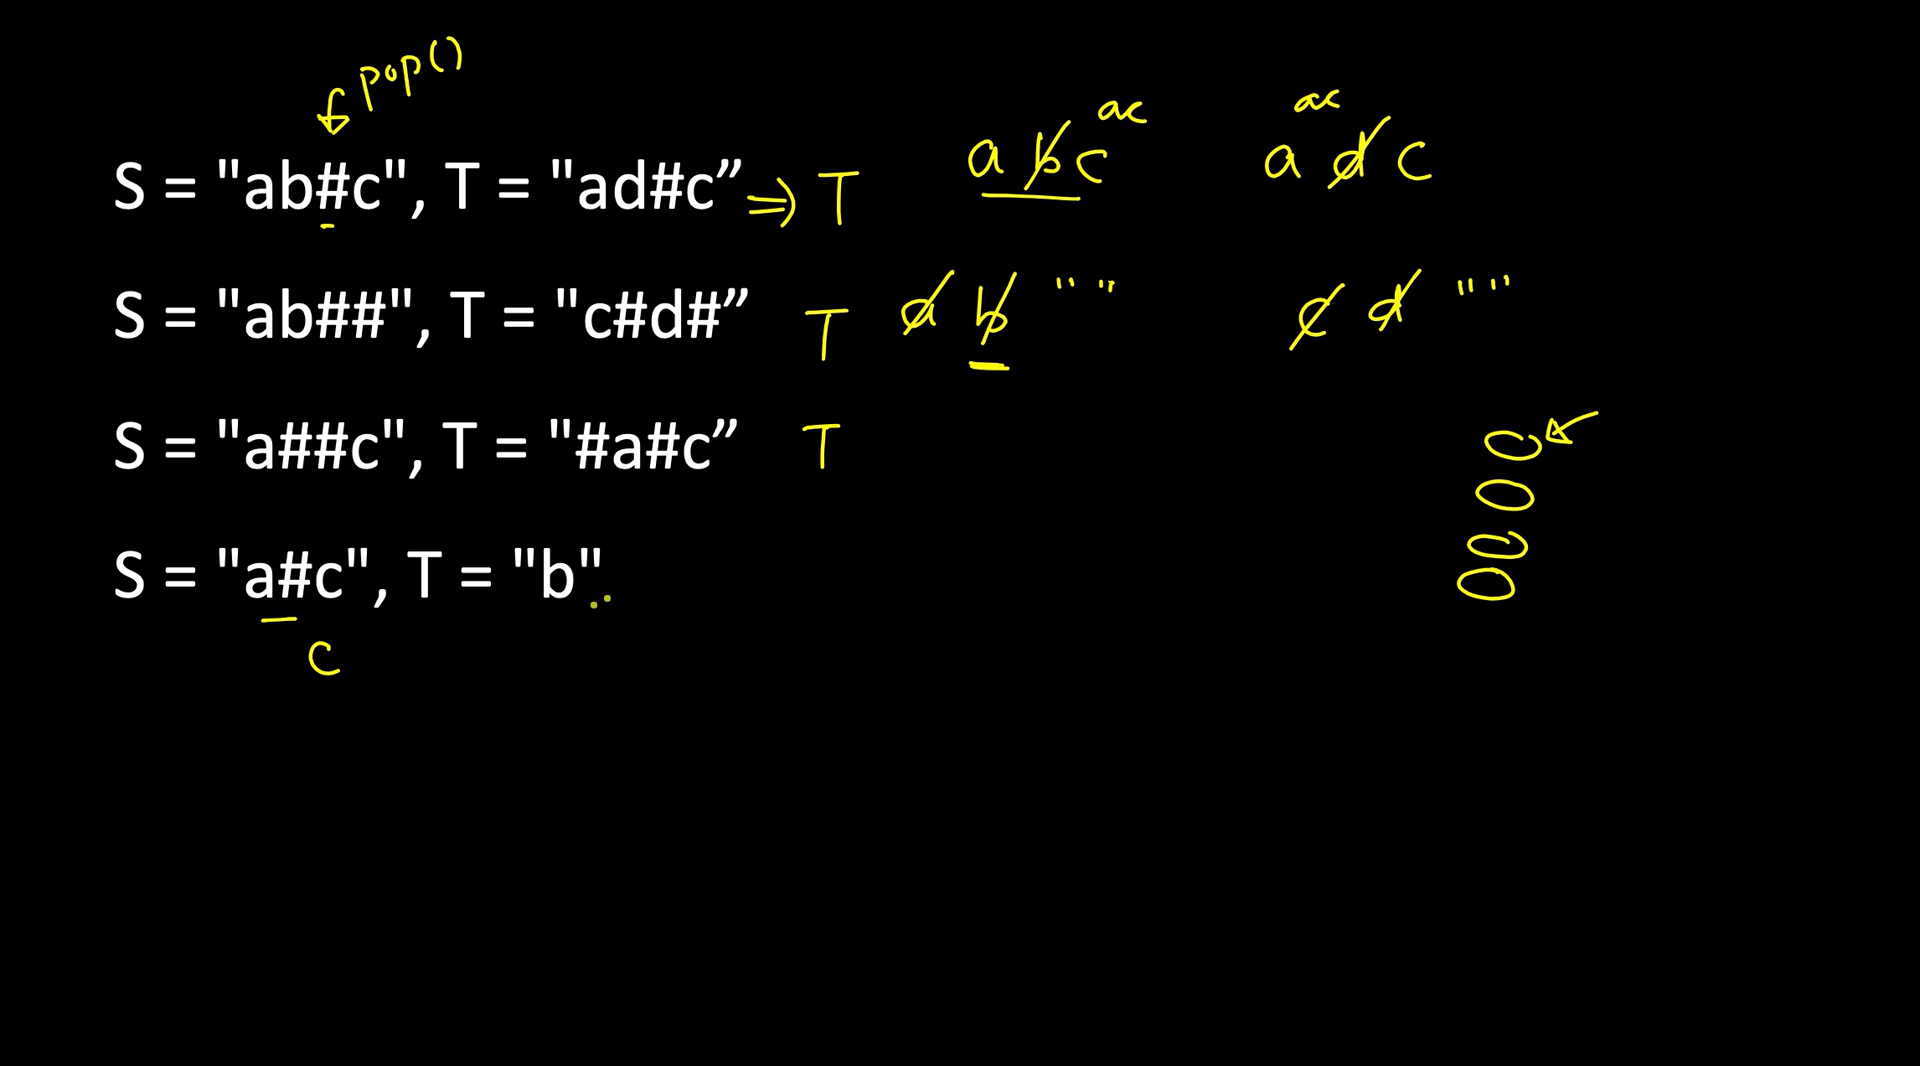 pop()
ac ac
a b c a d c
S = "ab#c", T = "ad#c” => T
S = "ab##", T = "c#d#” T a b " " c d " "
S = "a##c", T = "#a#c” T
S = "a#c", T = "b"
c